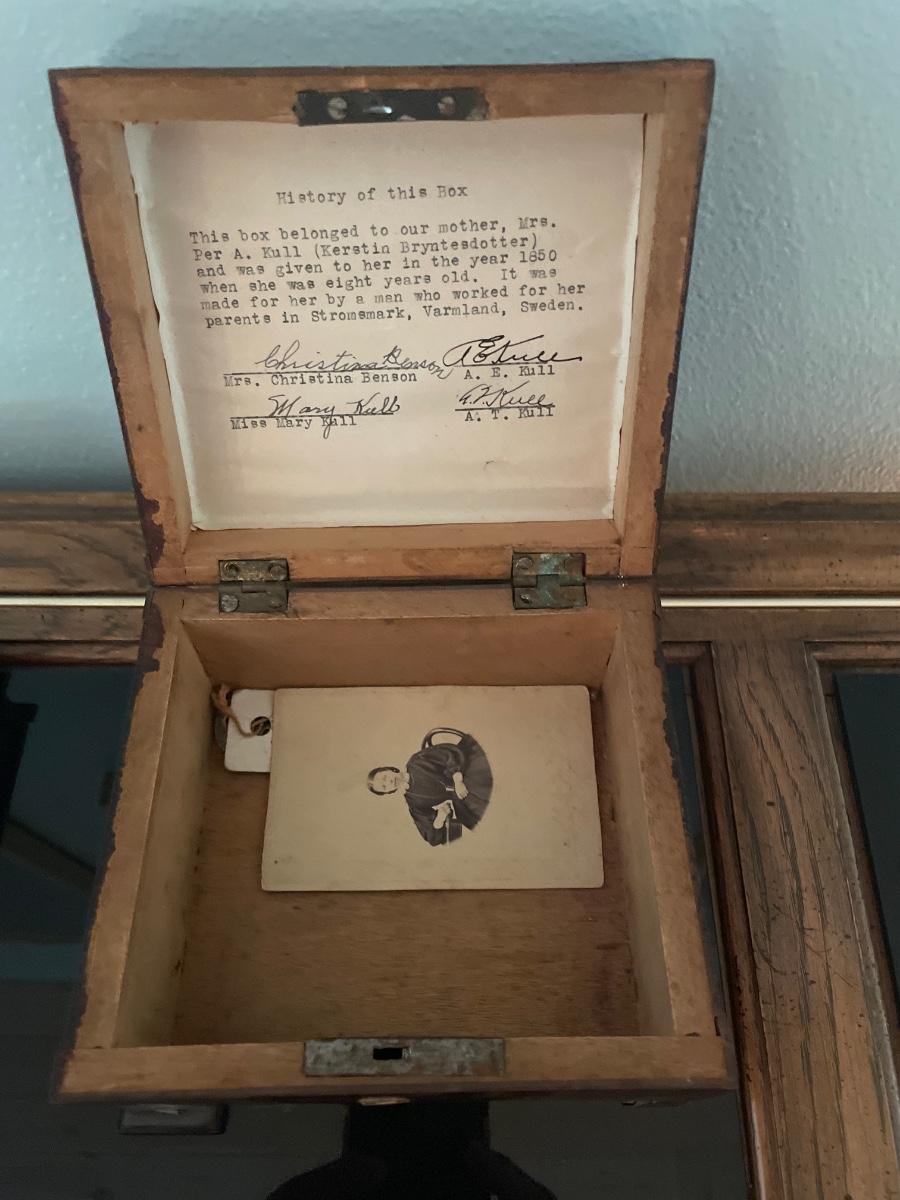 History of this Box
This box belonged to our mother, Mrs.
Per A. Kull (Kerstin Bryntesdotter)
and was given to her in the year 1850
when she was eight years old. It was
made for her by a man who worked for her
parents in Stromsmark, Varmland, Sweden.
Christina Benson A E Kull
Mrs. Christina Benson A. E. Kull
Mary Kull A. T. Kull
Miss Mary Kull A. T. Kull